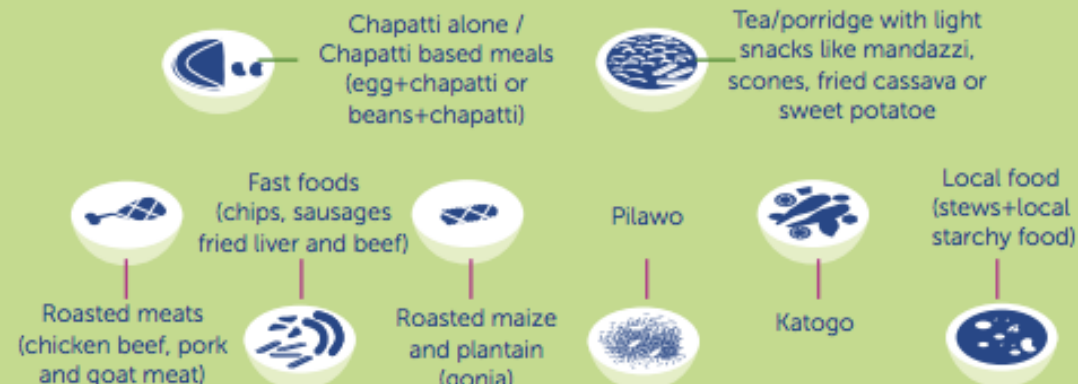 Chapatti alone /
Chapatti based meals
(egg+chapatti or
beans+chapatti)
Tea/porridge with light
snacks like mandazzi,
scones, fried cassava or
sweet potatoe
Fast foods
(chips, sausages
fried liver and beef)
Pilawo
Local food
(stews+local
starchy food)
Roasted meats
(chicken beef, pork
and goat meat)
Roasted maize
and plantain
(gonja)
Katogo